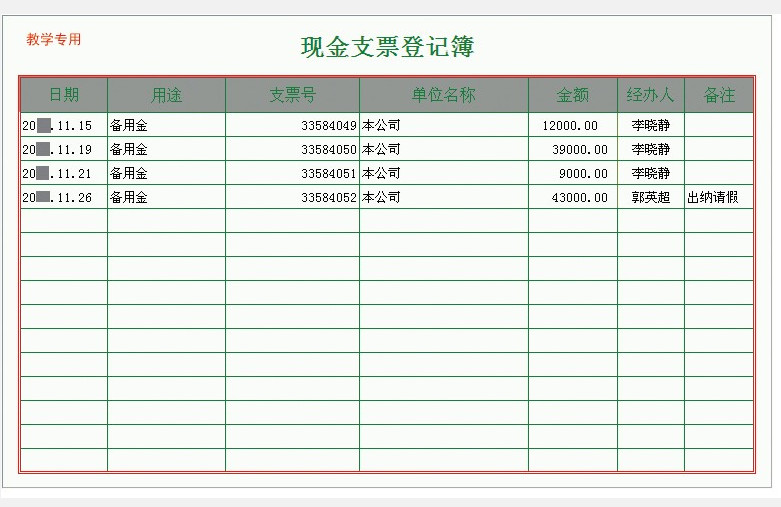 教学专用
现金支票登记簿
日期 用途 支票号 单位名称 金额 经办人 备注
20 .11.15 备用金 33584049 本公司 12000.00 李晓静
20 .11.19 备用金 33584050 本公司 39000.00 李晓静
20 .11.21 备用金 33584051 本公司 9000.00 李晓静
20 .11.26 备用金 33584052 本公司 43000.00 郭英超 出纳请假